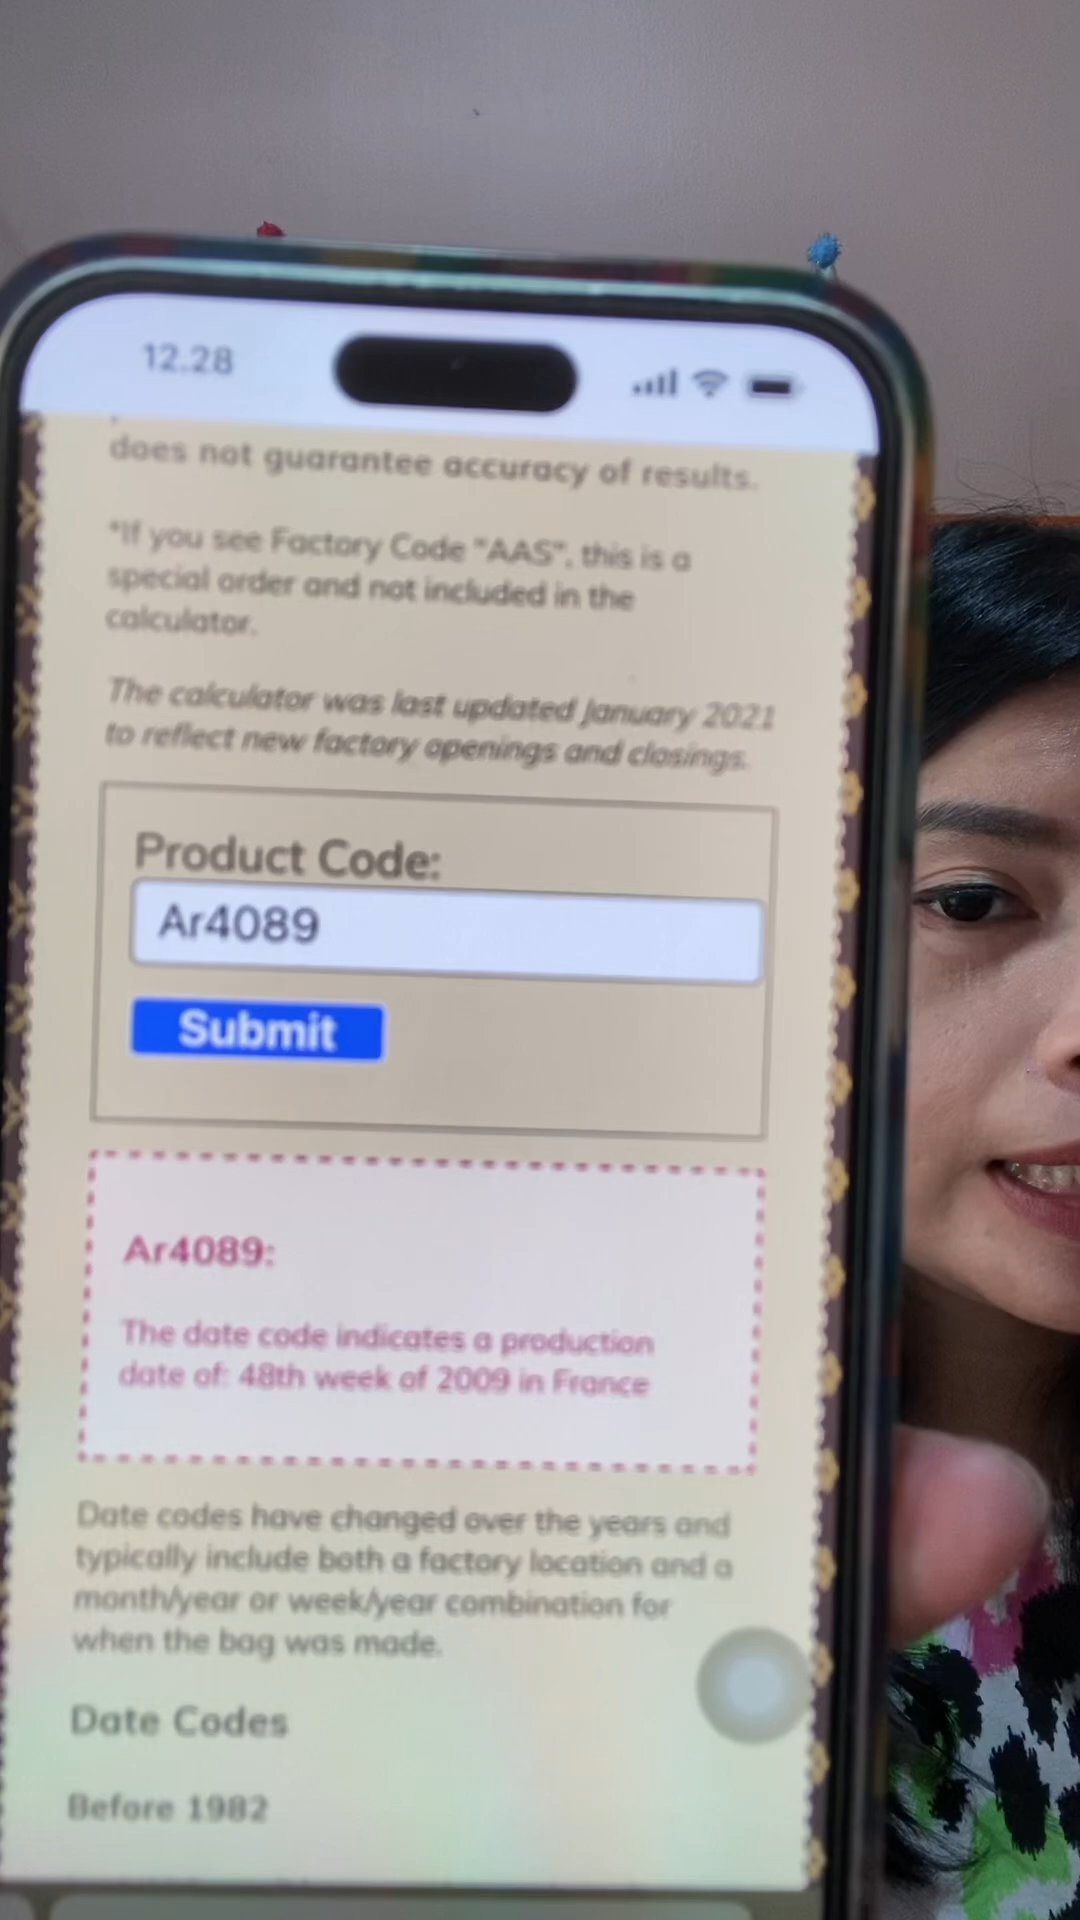 12.28
does not guarantee accuracy of results.
*If you see Factory Code "AAS", this is a
special order and not included in the
calculator.
The calculator was last updated January 2021
to reflect new factory openings and closings.
Product Code:
Ar4089
Submit
Ar4089:
The date code indicates a production
date of: 48th week of 2009 in France
Date codes have changed over the years and
typically include both a factory location and a
month/year or week/year combination for
when the bag was made.
Date Codes
Before 1982